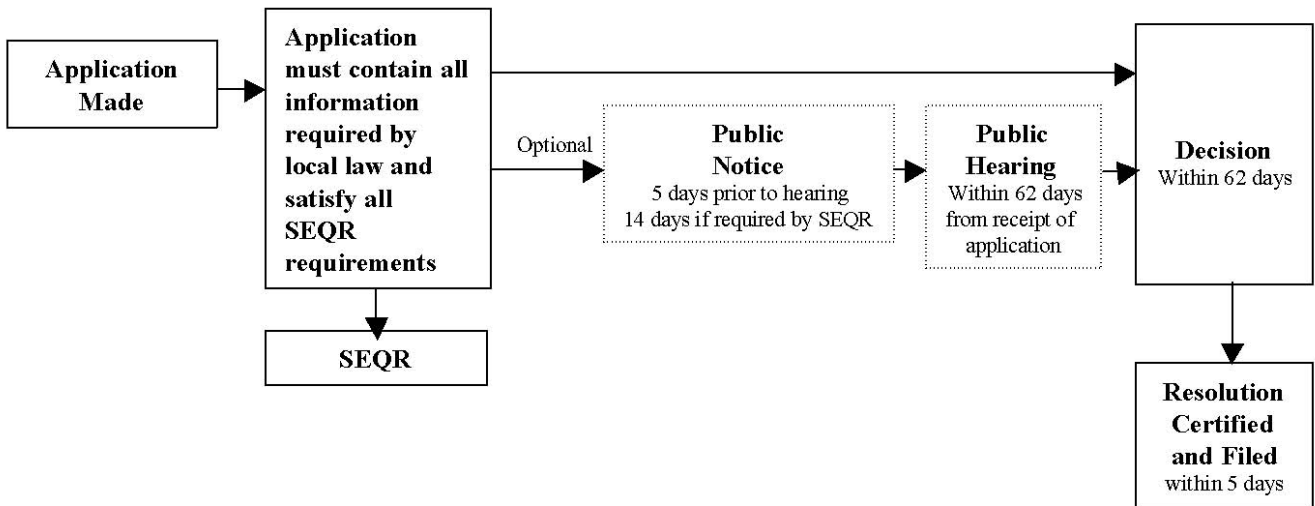 Application
Made
Application
must contain all
information
required by
local law and
satisfy all
SEQR
requirements
SEQR
Optional
Public
Notice
5 days prior to hearing
14 days if required by SEQR
Public
Hearing
Within 62 days
from receipt of
application
Decision
Within 62 days
Resolution
Certified
and Filed
within 5 days